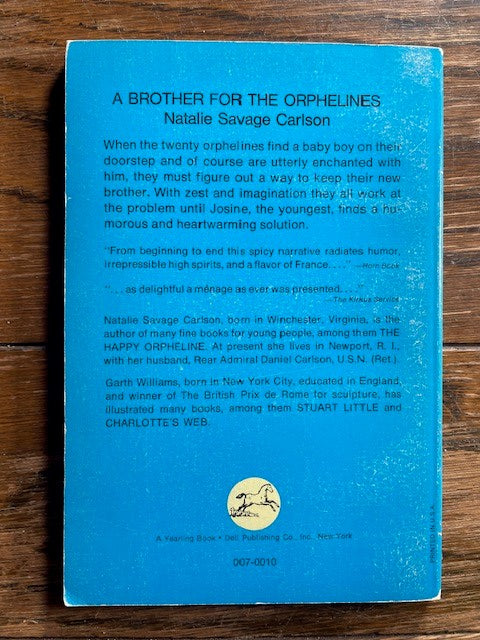 A BROTHER FOR THE ORPHELINES
Natalie Savage Carlson
When the twenty orphelines find a baby boy on their
doorstep and of course are utterly enchanted with
him, they must figure out a way to keep their new
brother. With zest and imagination they all work at
the problem until Josine, the youngest, finds a hu-
morous and heartwarming solution.
"From beginning to end this spicy narrative radiates humor,
irrepressible high spirits, and a flavor of France. . . ." —Horn Book
". . . as delightful a ménage as ever was presented. . . ."
—The Kirkus Service
Natalie Savage Carlson, born in Winchester, Virginia, is the
author of many fine books for young people, among them THE
HAPPY ORPHELINE. At present she lives in Newport, R. I.,
with her husband, Rear Admiral Daniel Carlson, U.S.N. (Ret.).
Garth Williams, born in New York City, educated in England,
and winner of The British Prix de Rome for sculpture, has
illustrated many books, among them STUART LITTLE and
CHARLOTTE'S WEB.
A Yearling Book • Dell Publishing Co., Inc., New York
007-0010
PRINTED IN U.S.A.